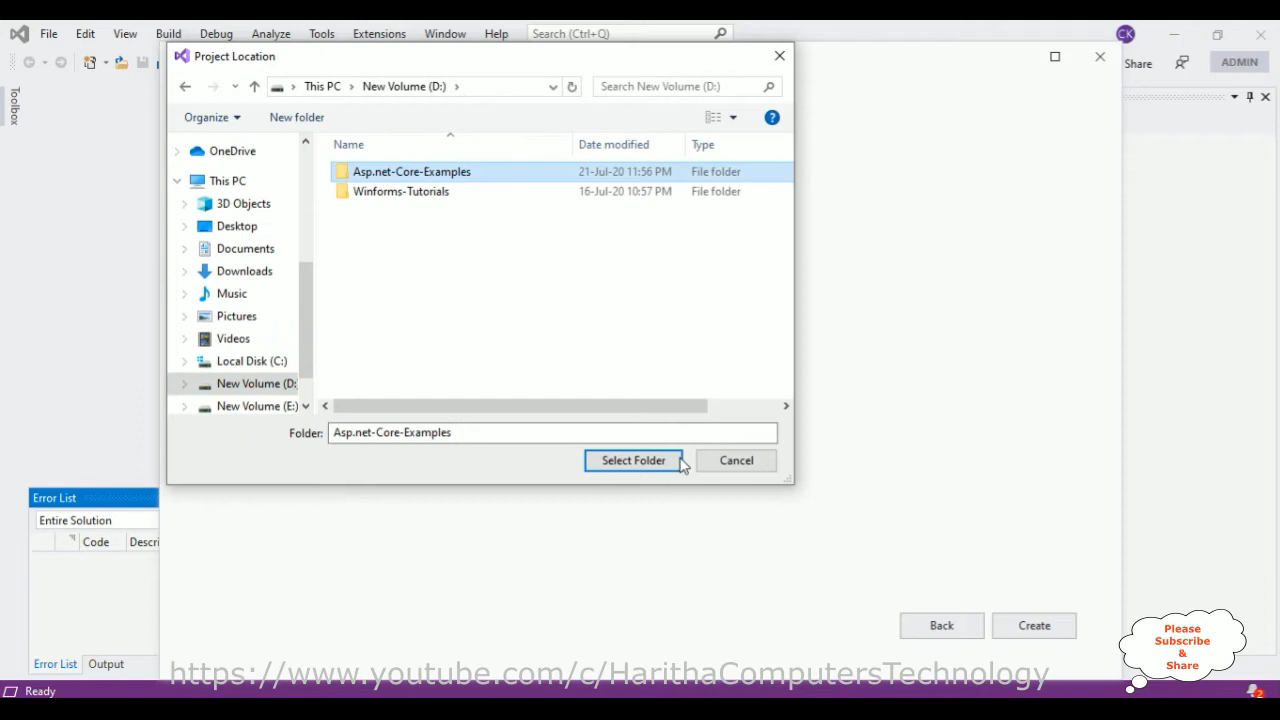 File Edit View Build Debug Analyze Tools Extensions Window Help Search (Ctrl+Q) CK
Project Location
Share ADMIN
This PC New Volume (D:) Search New Volume (D:)
Toolbox
Organize New folder
Name Date modified Type
OneDrive
Asp.net-Core-Examples 21-Jul-20 11:56 PM File folder
This PC
Winforms-Tutorials 16-Jul-20 10:57 PM File folder
3D Objects
Desktop
Documents
Downloads
Music
Pictures
Videos
Local Disk (C:)
New Volume (D:
New Volume (E:)
Folder: Asp.net-Core-Examples
Select Folder Cancel
Error List
Entire Solution
Code Descri
Back Create
Please
Subscribe
&
Share
Error List Output
https://www.youtube.com/c/HarithaComputersTechnology
Ready 2